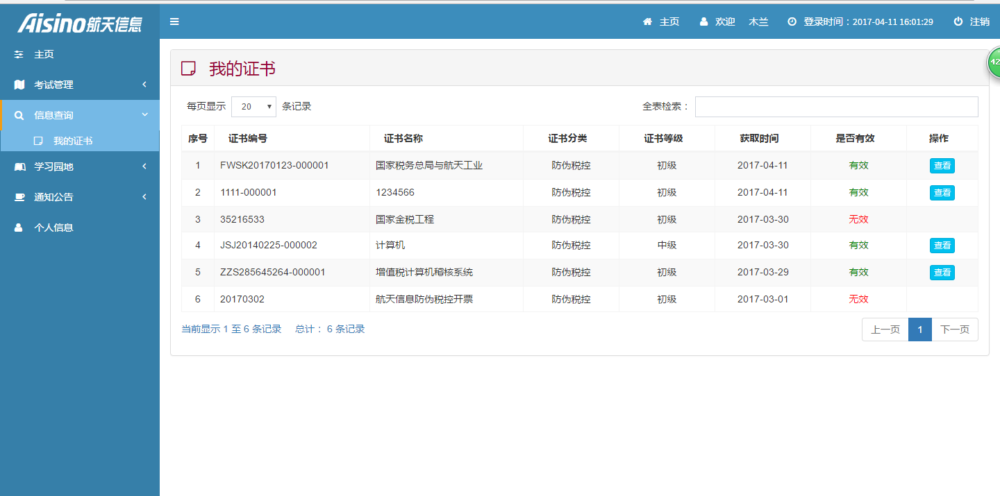 Aisino航天信息
主页 欢迎 木兰 登录时间：2017-04-11 16:01:29 注销
主页
考试管理
信息查询
我的证书
学习园地
通知公告
个人信息
42
我的证书
每页显示 20 条记录 全表检索：
序号 证书编号 证书名称 证书分类 证书等级 获取时间 是否有效 操作
1 FWSK20170123-000001 国家税务总局与航天工业 防伪税控 初级 2017-04-11 有效 查看
2 1111-000001 1234566 防伪税控 初级 2017-04-11 有效 查看
3 35216533 国家金税工程 防伪税控 初级 2017-03-30 无效
4 JSJ20140225-000002 计算机 防伪税控 中级 2017-03-30 有效 查看
5 ZZS285645264-000001 增值税计算机稽核系统 防伪税控 初级 2017-03-29 有效 查看
6 20170302 航天信息防伪税控开票 防伪税控 初级 2017-03-01 无效
当前显示 1 至 6 条记录 总计： 6 条记录 上一页 1 下一页